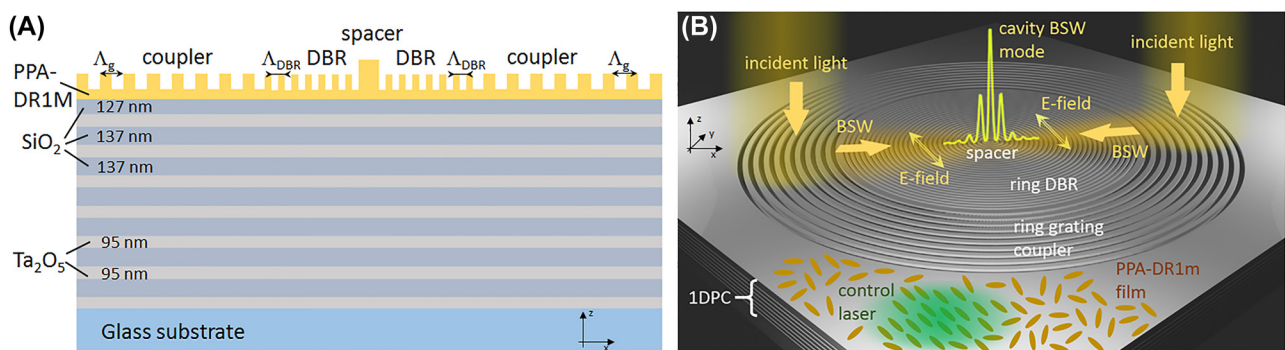 (A)
spacer
Λg
coupler
ΛDBR
DBR
DBR
ΛDBR
coupler
Λg
PPA-
DR1M
127 nm
SiO₂
137 nm
137 nm
95 nm
Ta₂O₅
95 nm
Glass substrate
z
x
(B)
cavity BSW
mode
incident light
incident light
E-field
z
y
x
BSW
BSW
spacer
E-field
ring DBR
ring grating
coupler
PPA-DR1m
film
1DPC
control
laser